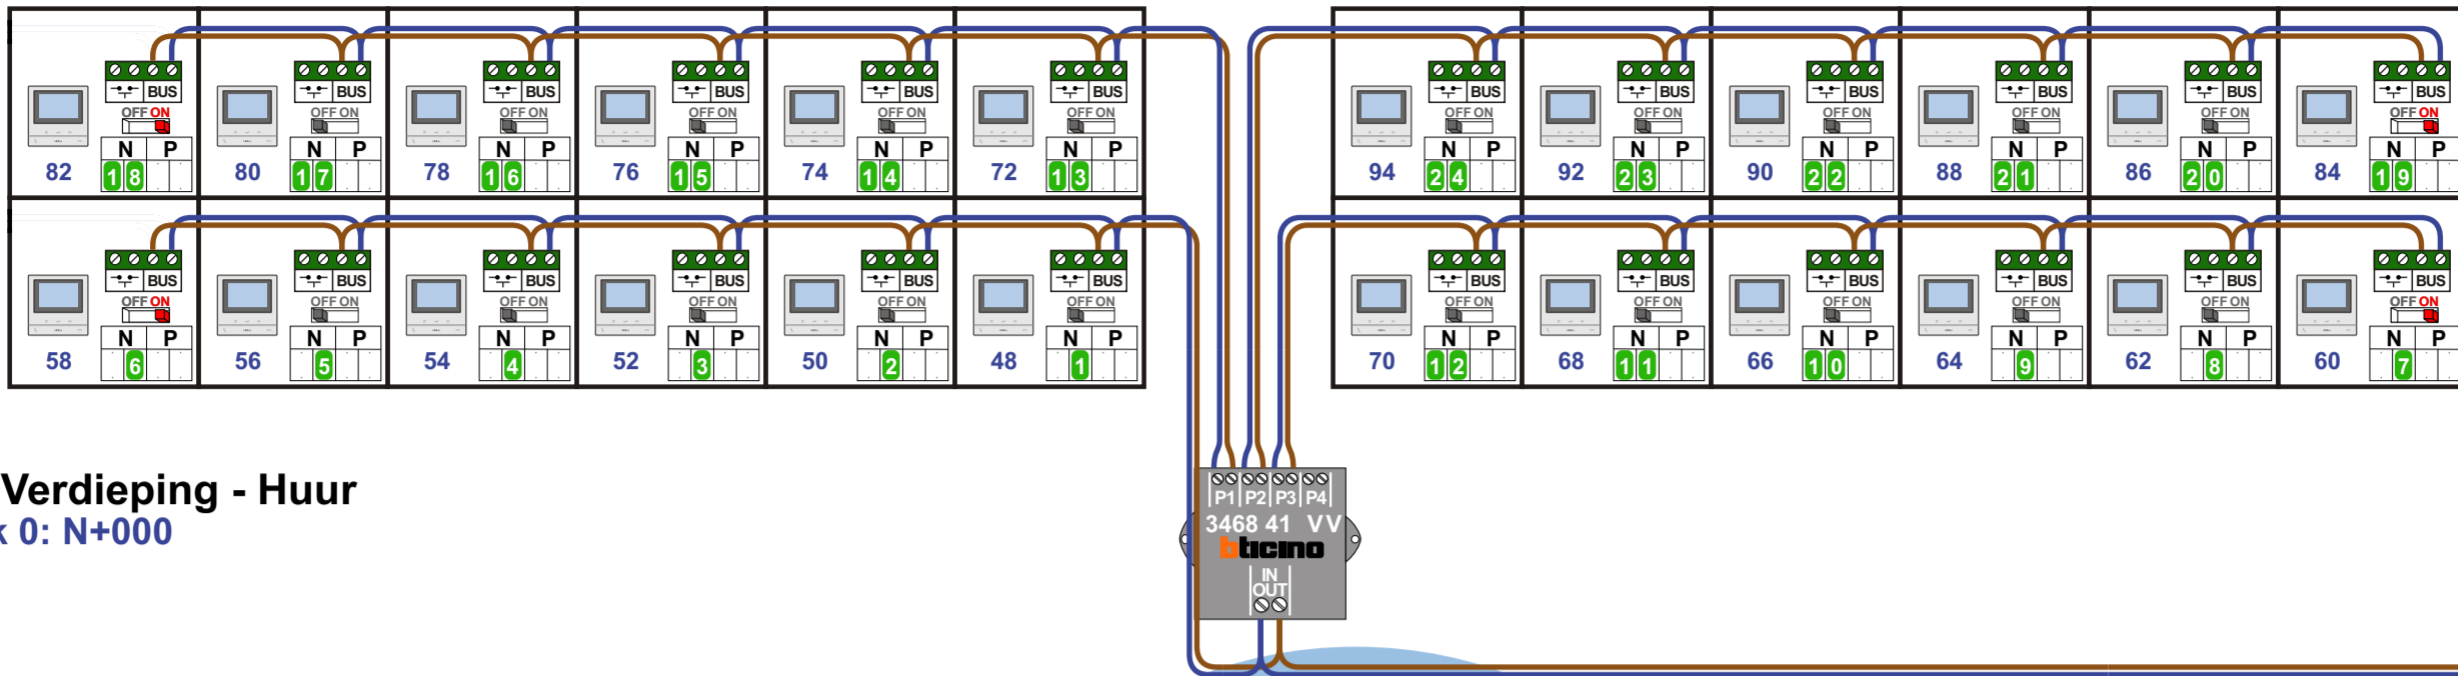 BUS BUS BUS BUS BUS BUS BUS BUS BUS BUS BUS BUS
OFF ON OFF ON OFF ON OFF ON OFF ON OFF ON OFF ON OFF ON OFF ON OFF ON OFF ON OFF ON
N P N P N P N P N P N P N P N P N P N P N P N P
82 18 80 17 78 16 76 15 74 14 72 13 94 24 92 23 90 22 88 21 86 20 84 19
BUS BUS BUS BUS BUS BUS BUS BUS BUS BUS BUS BUS
OFF ON OFF ON OFF ON OFF ON OFF ON OFF ON OFF ON OFF ON OFF ON OFF ON OFF ON OFF ON
N P N P N P N P N P N P N P N P N P N P N P N P
58 6 56 5 54 4 52 3 50 2 48 1 70 12 68 11 66 10 64 9 62 8 60 7
Verdieping - Huur
k 0: N+000
P1 P2 P3 P4
3468 41 VV
bticino
IN
OUT